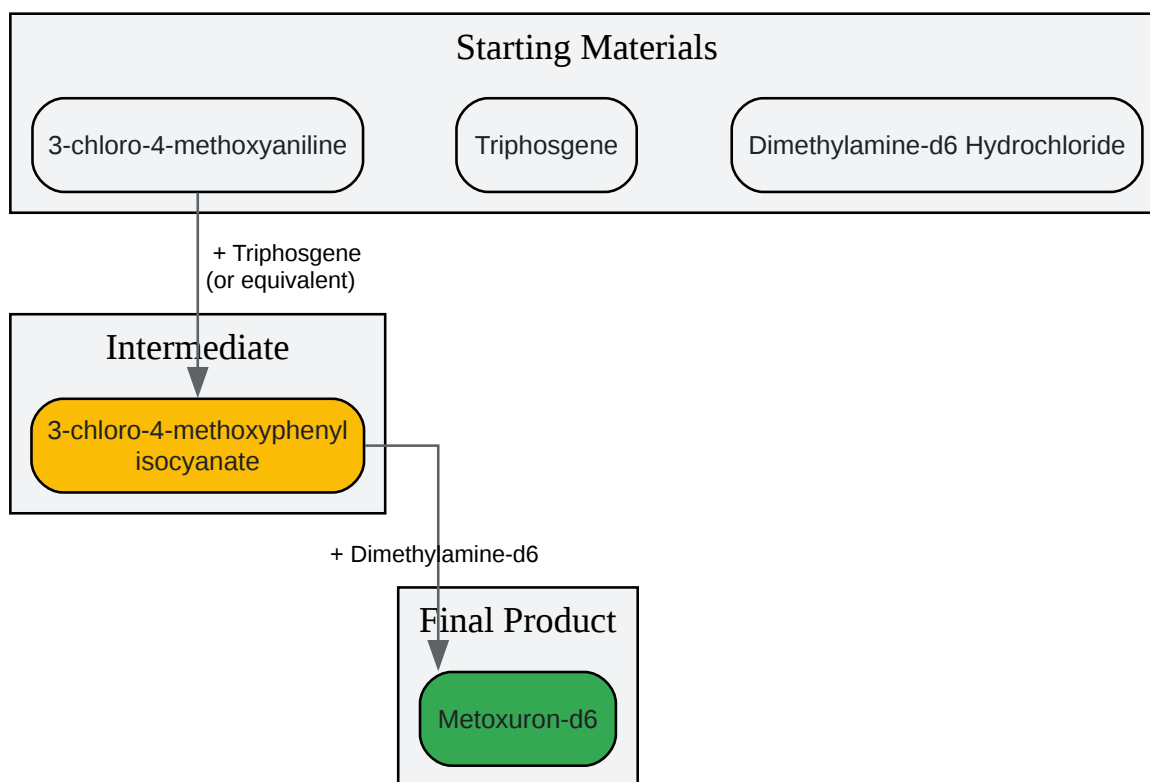 Starting Materials
3-chloro-4-methoxyaniline
Triphosgene
Dimethylamine-d6 Hydrochloride
+ Triphosgene
(or equivalent)
Intermediate
3-chloro-4-methoxyphenyl
isocyanate
+ Dimethylamine-d6
Final Product
Metoxuron-d6